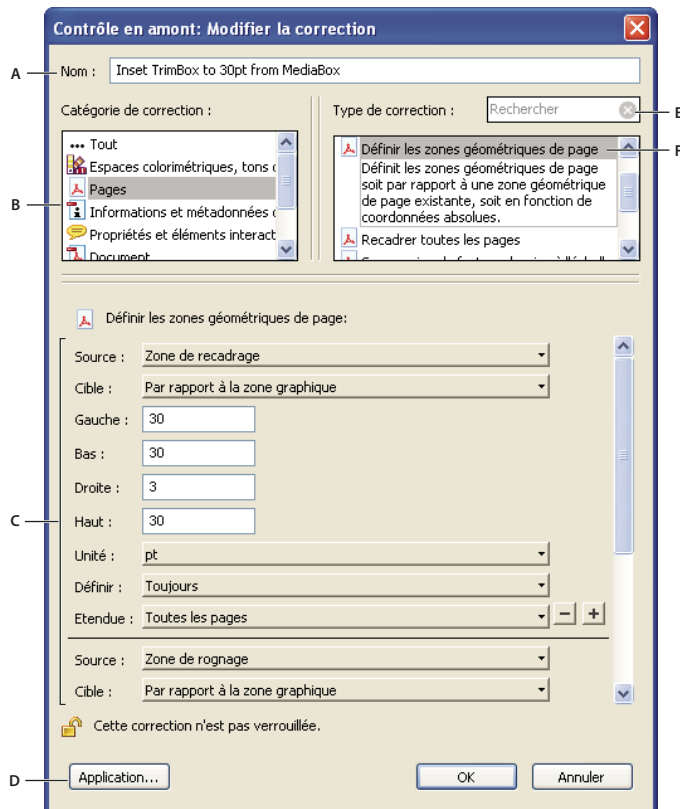 Contrôle en amont: Modifier la correction
A
Nom :
Inset TrimBox to 30pt from MediaBox
Catégorie de correction :
Type de correction :
Rechercher
E
... Tout
Espaces colorimétriques, tons
B
Pages
Informations et métadonnées
Propriétés et éléments interact
Document
Définir les zones géométriques de page
F
Définit les zones géométriques de page
soit par rapport à une zone géométrique
de page existante, soit en fonction de
coordonnées absolues.
Recadrer toutes les pages
Définir les zones géométriques de page:
Source : Zone de recadrage
Cible : Par rapport à la zone graphique
Gauche : 30
Bas : 30
Droite : 3
C
Haut : 30
Unité : pt
Définir : Toujours
Etendue : Toutes les pages
Source : Zone de rognage
Cible : Par rapport à la zone graphique
Cette correction n'est pas verrouillée.
D
Application...
OK
Annuler